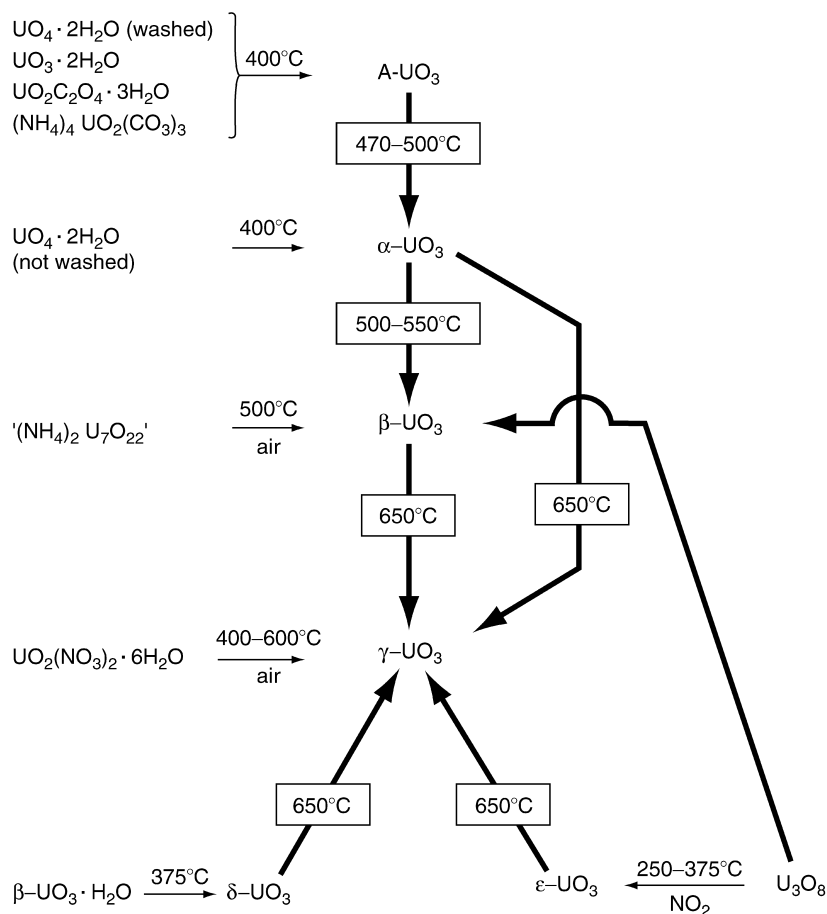 UO₄ · 2H₂O (washed)
UO₃ · 2H₂O
UO₂C₂O₄ · 3H₂O
(NH₄)₄ UO₂(CO₃)₃
400°C
A-UO₃
470–500°C
UO₄ · 2H₂O
(not washed)
400°C
α–UO₃
500–550°C
'(NH₄)₂ U₇O₂₂'
500°C
air
β–UO₃
650°C
650°C
UO₂(NO₃)₂ · 6H₂O
400–600°C
air
γ–UO₃
650°C
650°C
β–UO₃ · H₂O
375°C
δ–UO₃
ε–UO₃
250–375°C
NO₂
U₃O₈